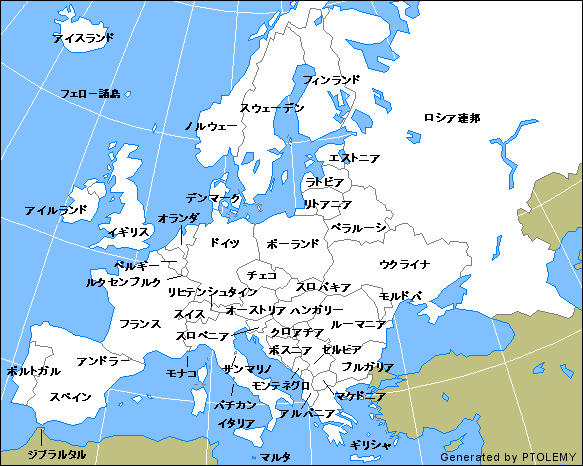 アイスランド
フェロー諸島
フィンランド
スウェーデン
ノルウェー
ロシア連邦
エストニア
ラトビア
リトアニア
デンマーク
アイルランド
オランダ
イギリス
ベラルーシ
ドイツ
ポーランド
ベルギー
ウクライナ
チェコ
ルクセンブルク
スロバキア
リヒテンシュタイン
モルドバ
オーストリア
ハンガリー
スイス
フランス
ルーマニア
クロアチア
スロベニア
ボスニア
セルビア
アンドラ
ブルガリア
モナコ
サンマリノ
ポルトガル
モンテネグロ
スペイン
マケドニア
バチカン
アルバニア
イタリア
ギリシャ
ジブラルタル
マルタ
Generated by PTOLEMY